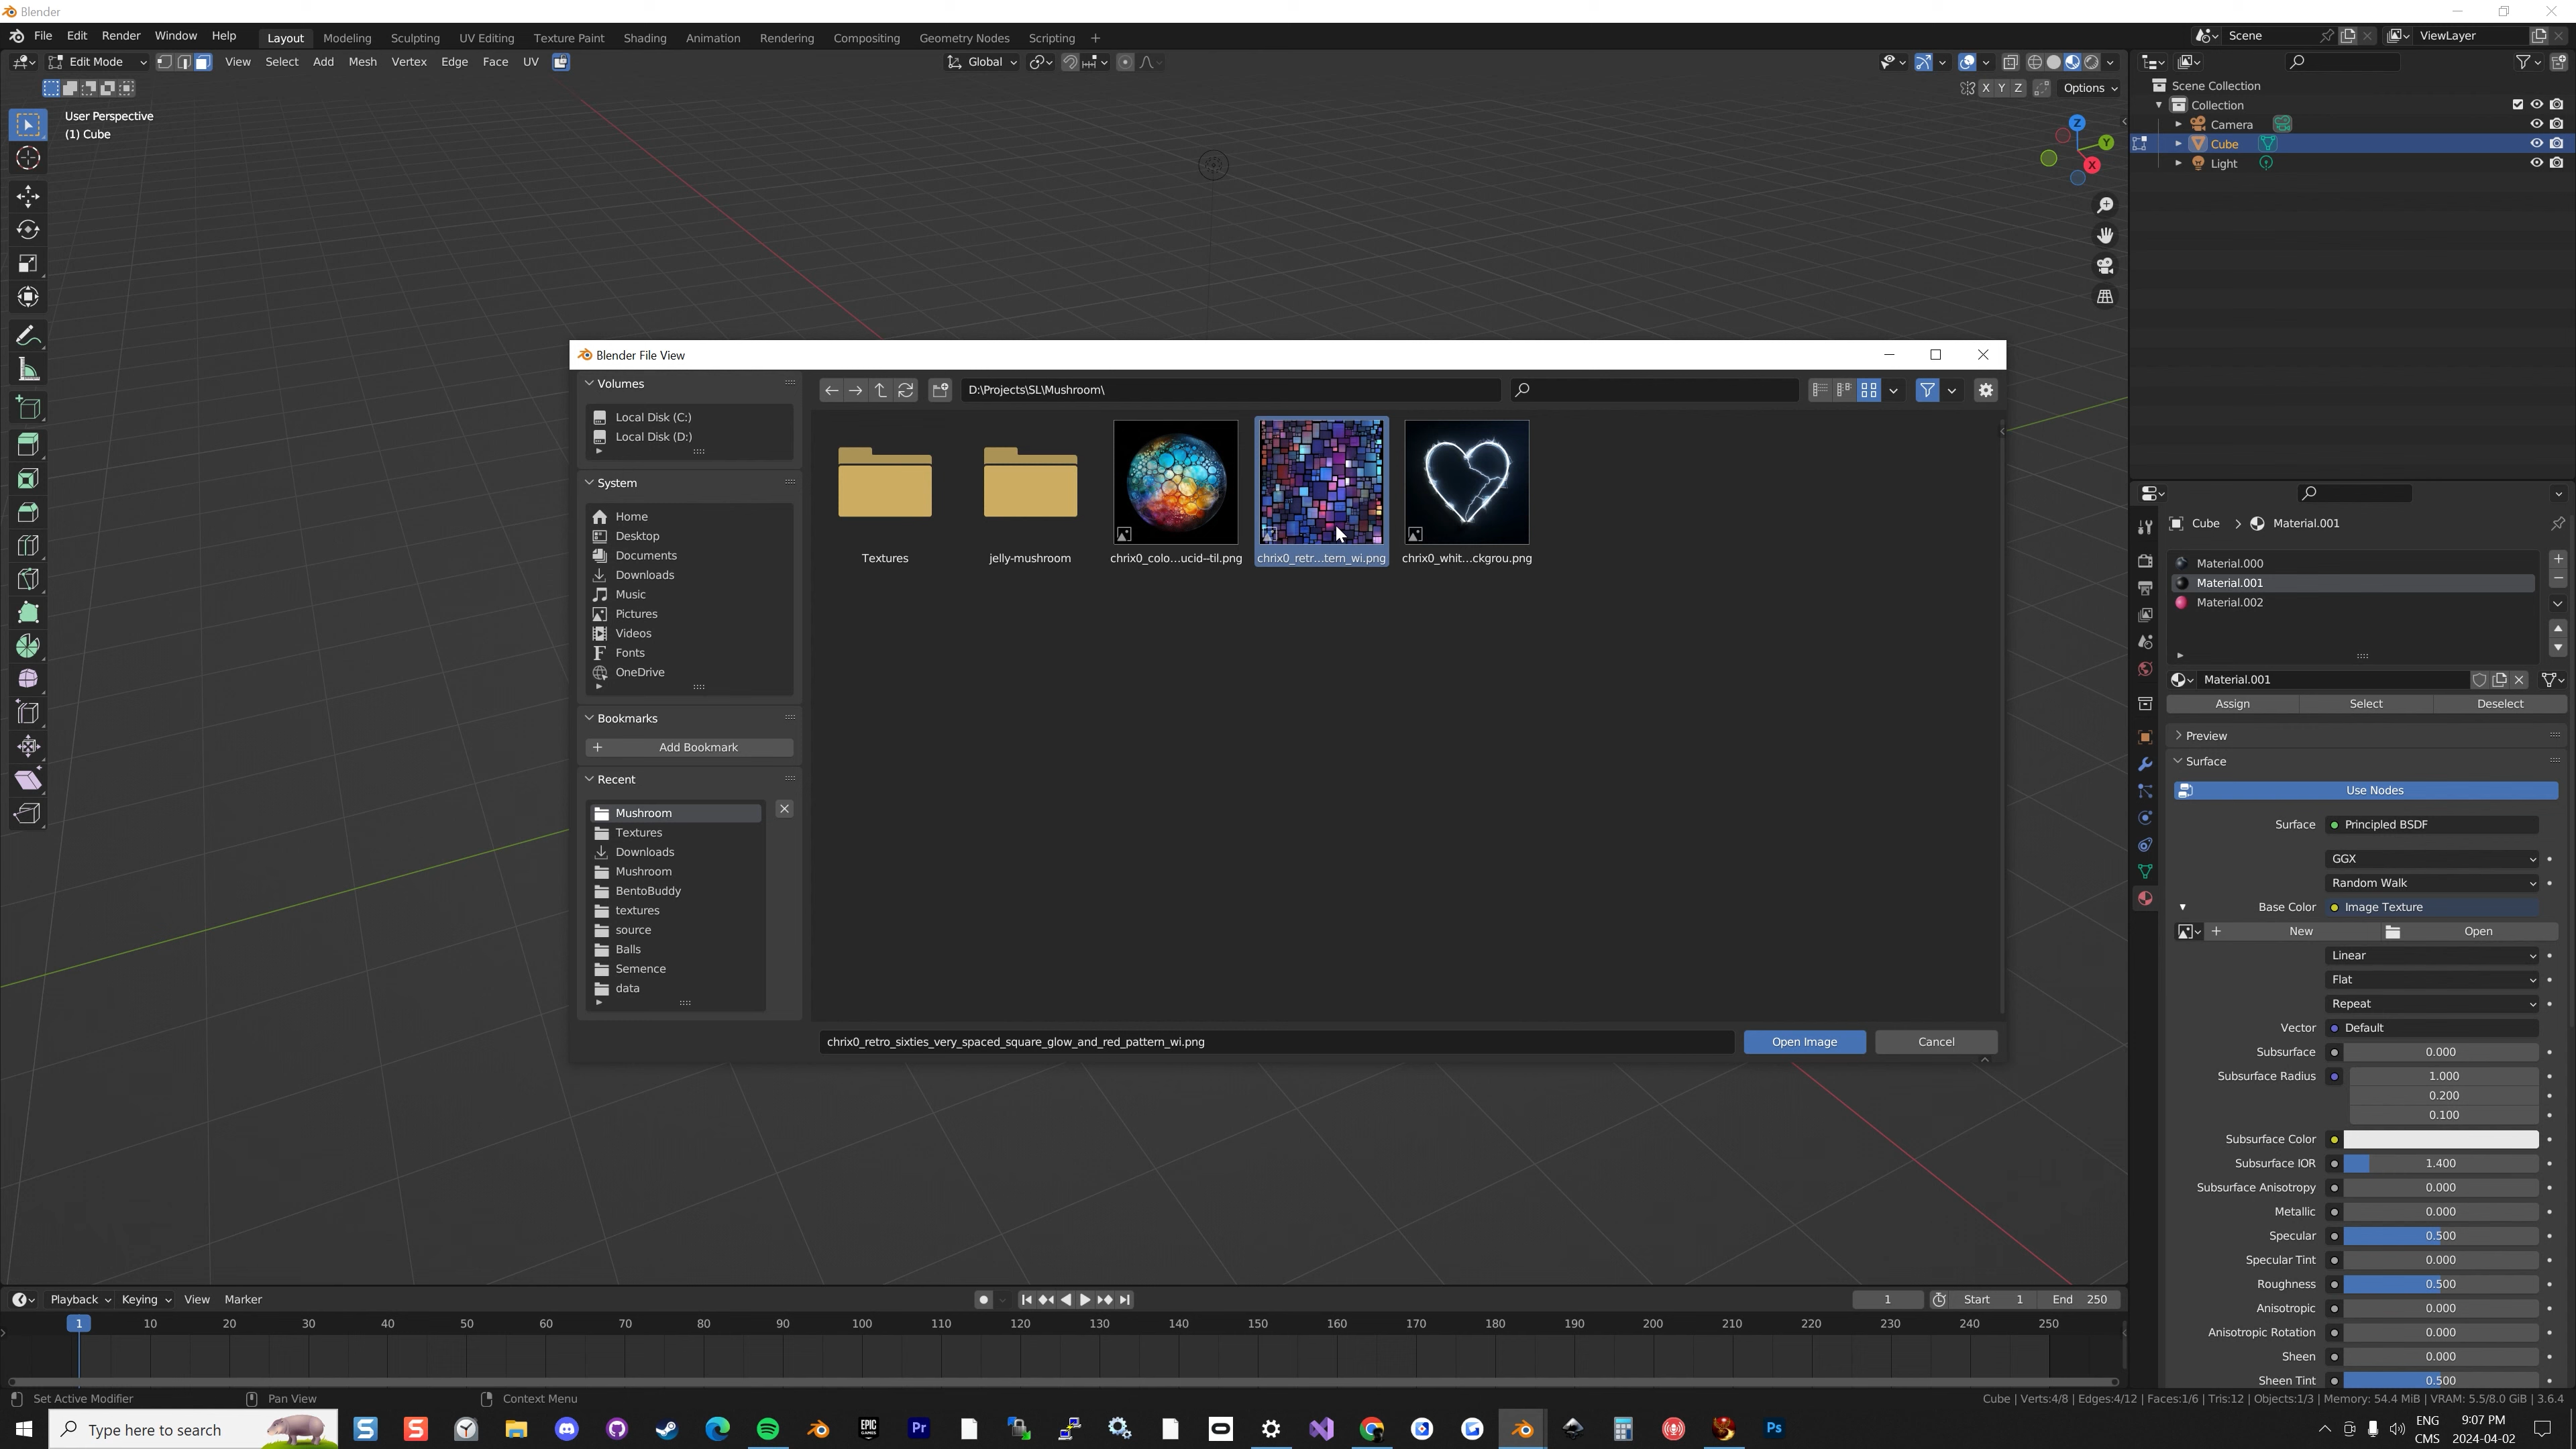 Blender
File Edit Render Window Help Layout Modeling Sculpting UV Editing Texture Paint Shading Animation Rendering Compositing Geometry Nodes Scripting +
Scene ViewLayer
Edit Mode View Select Add Mesh Vertex Edge Face UV Global
X Y Z Options
User Perspective
(1) Cube
Z
Y
X
Scene Collection
Collection
Camera
Cube
Light
Blender File View
Volumes
Local Disk (C:)
Local Disk (D:)
System
Home
Desktop
Documents
Downloads
Music
Pictures
Videos
Fonts
OneDrive
Bookmarks
Add Bookmark
Recent
Mushroom
Textures
Downloads
Mushroom
BentoBuddy
textures
source
Balls
Semence
data
D:\Projects\SL\Mushroom\
Textures
jelly-mushroom
chrix0_colo...ucid--til.png
chrix0_retr...tern_wi.png
chrix0_whit...ckgrou.png
chrix0_retro_sixties_very_spaced_square_glow_and_red_pattern_wi.png
Open Image
Cancel
Cube > Material.001
Material.000
Material.001
Material.002
Material.001
Assign Select Deselect
Preview
Surface
Use Nodes
Surface Principled BSDF
GGX
Random Walk
Base Color Image Texture
New Open
Linear
Flat
Repeat
Vector Default
Subsurface 0.000
Subsurface Radius 1.000
0.200
0.100
Subsurface Color
Subsurface IOR 1.400
Subsurface Anisotropy 0.000
Metallic 0.000
Specular 0.500
Specular Tint 0.000
Roughness 0.500
Anisotropic 0.000
Anisotropic Rotation 0.000
Sheen 0.000
Sheen Tint 0.500
Playback Keying View Marker
1 Start 1 End 250
1 10 20 30 40 50 60 70 80 90 100 110 120 130 140 150 160 170 180 190 200 210 220 230 240 250
Set Active Modifier Pan View Context Menu
Cube | Verts:4/8 | Edges:4/12 | Faces:1/6 | Tris:12 | Objects:1/3 | Memory: 54.4 MiB | VRAM: 5.5/8.0 GiB | 3.6.4
Type here to search
S
S
EPIC GAMES
Pr
Ps
ENG
CMS
9:07 PM
2024-04-02